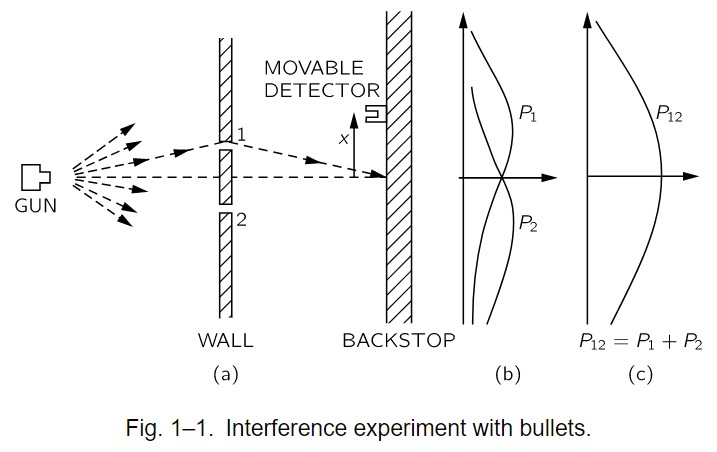 MOVABLE
DETECTOR
1
x
P₁
P₁₂
GUN
2
P₂
WALL
BACKSTOP
P₁₂ = P₁ + P₂
(a)
(b)
(c)
Fig. 1–1. Interference experiment with bullets.